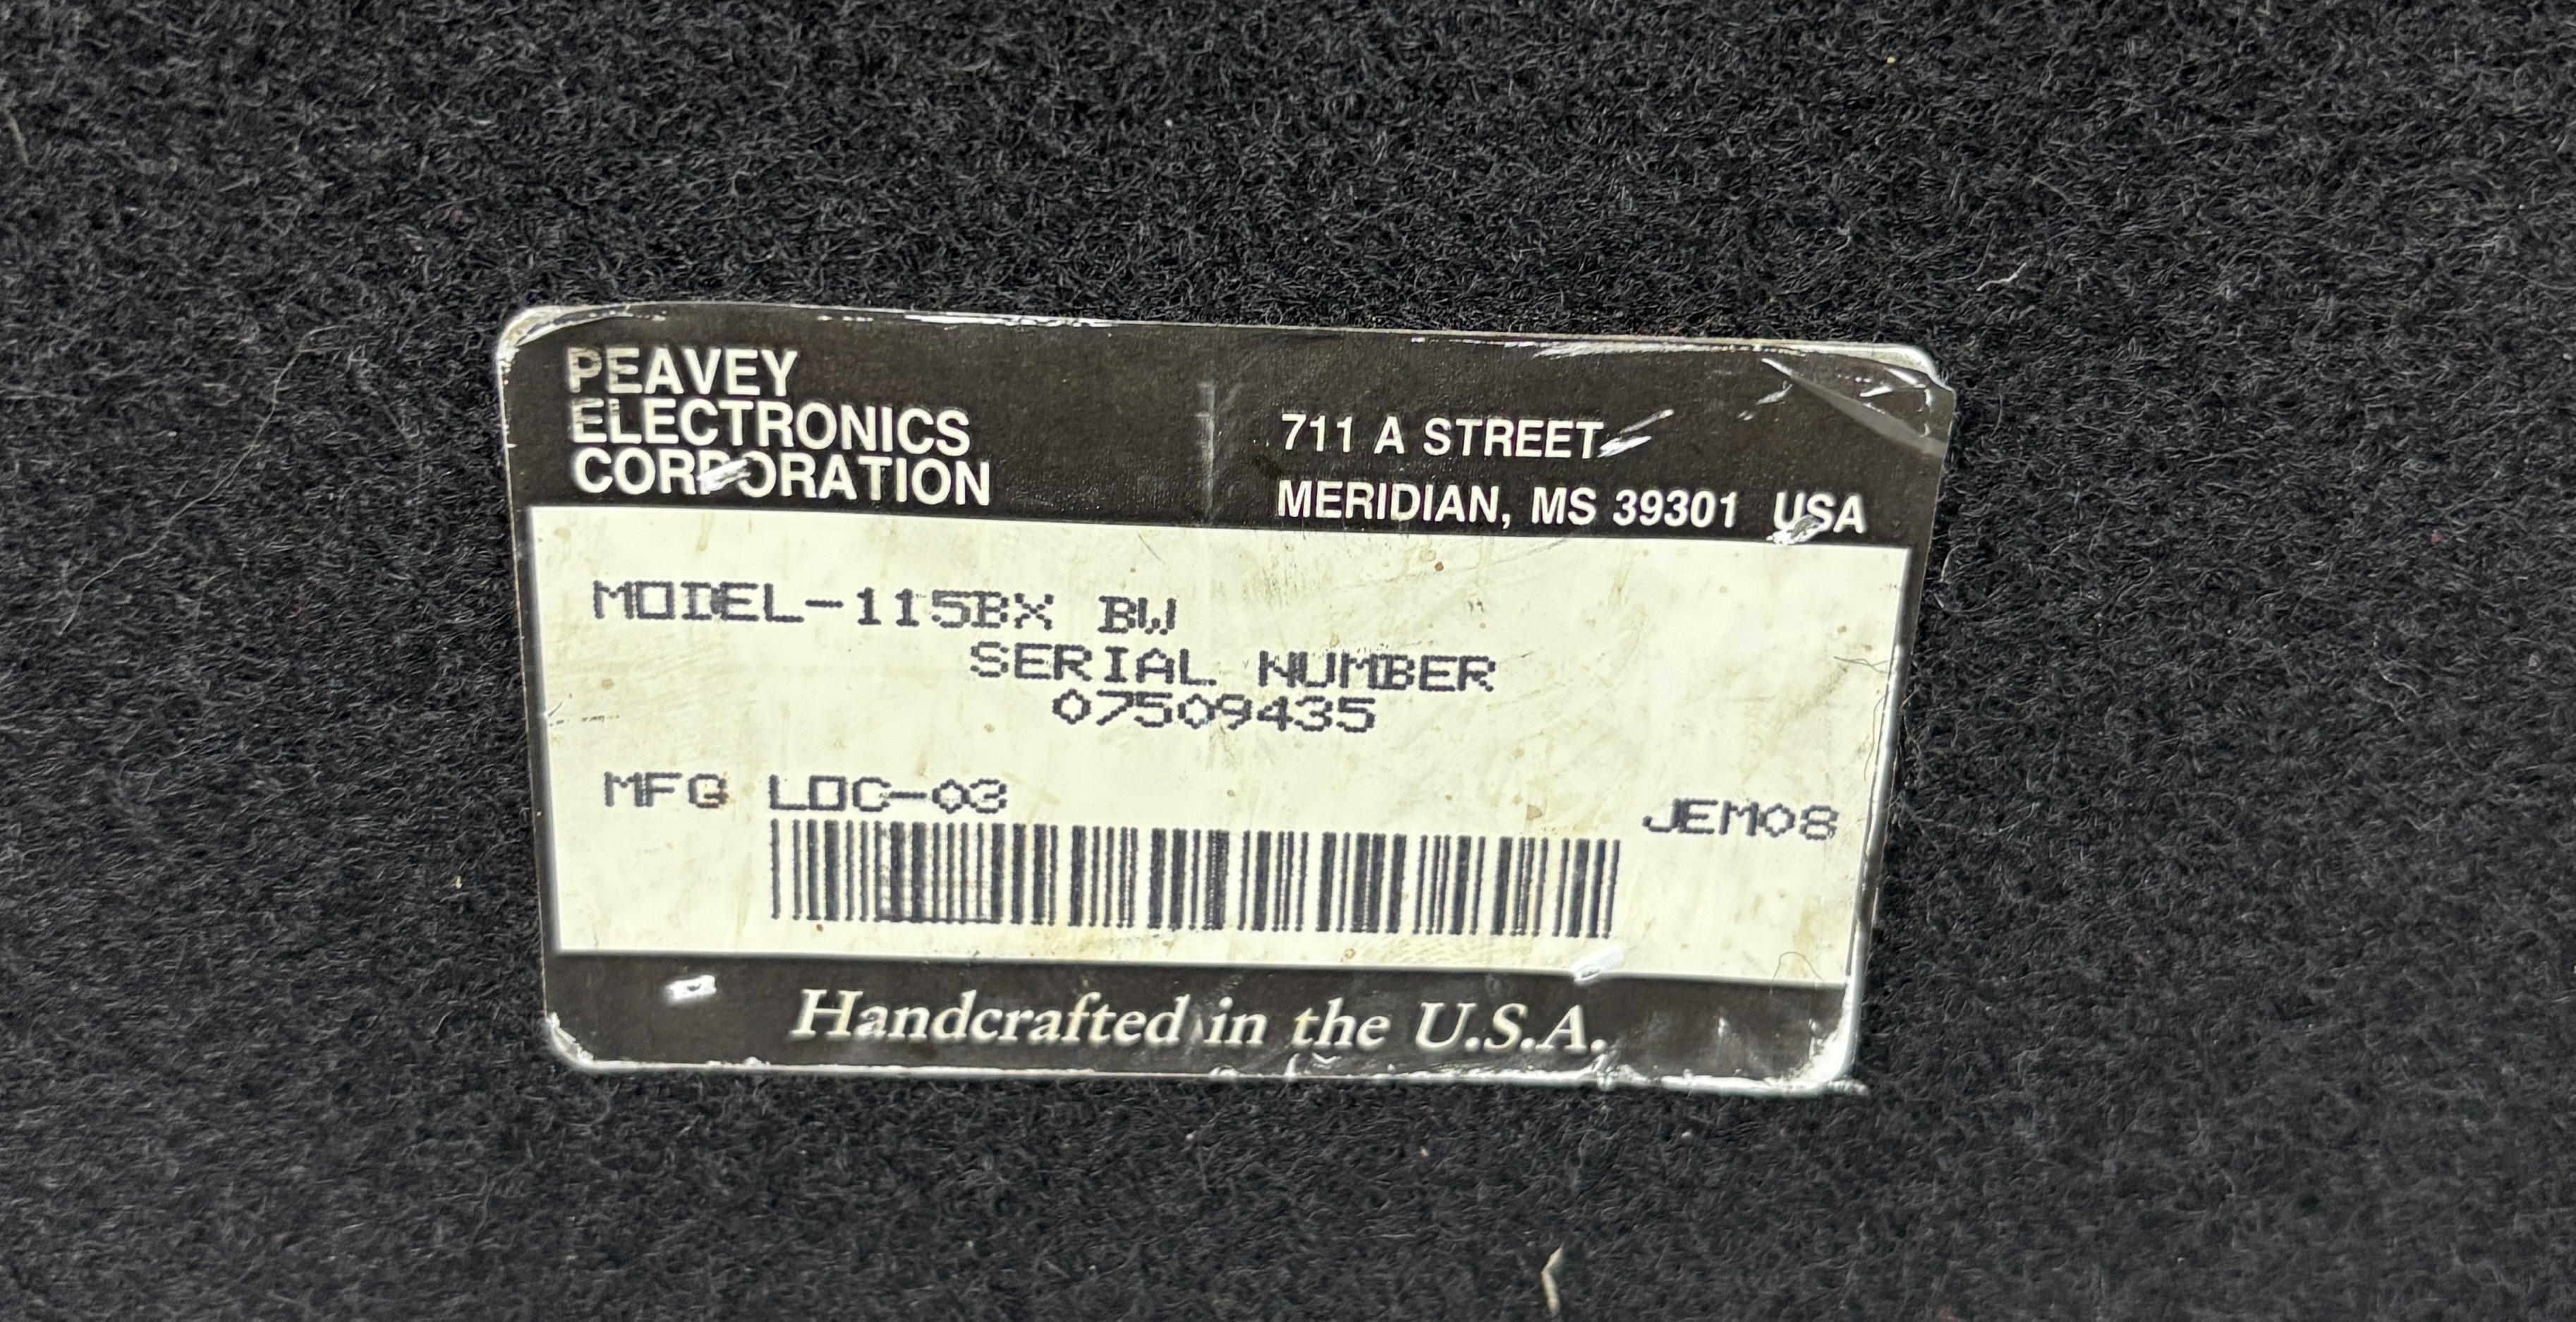 PEAVEY
ELECTRONICS
CORPORATION
711 A STREET
MERIDIAN, MS 39301 USA
MODEL-115BX BW
SERIAL NUMBER
07509435
MFG LOC-03
JEM08
Handcrafted in the U.S.A.